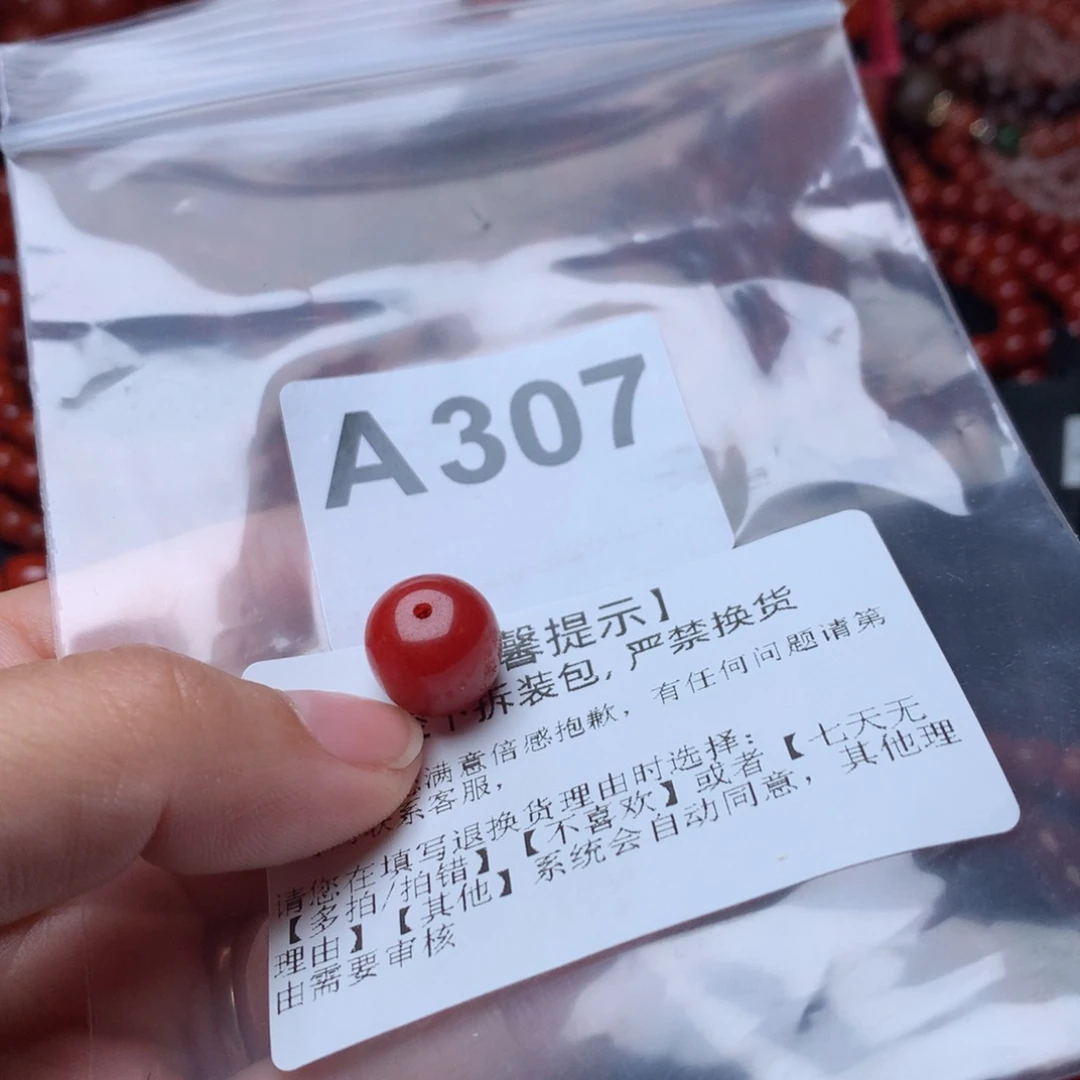 A307
馨提示】
拆装包,严禁换货
满意倍感抱歉，有任何问题请第
联系客服，
请您在填写退换货理由时选择：
【多拍/拍错】【不喜欢】或者【七天无
理由】【其他】系统会自动同意，其他理
由需要审核